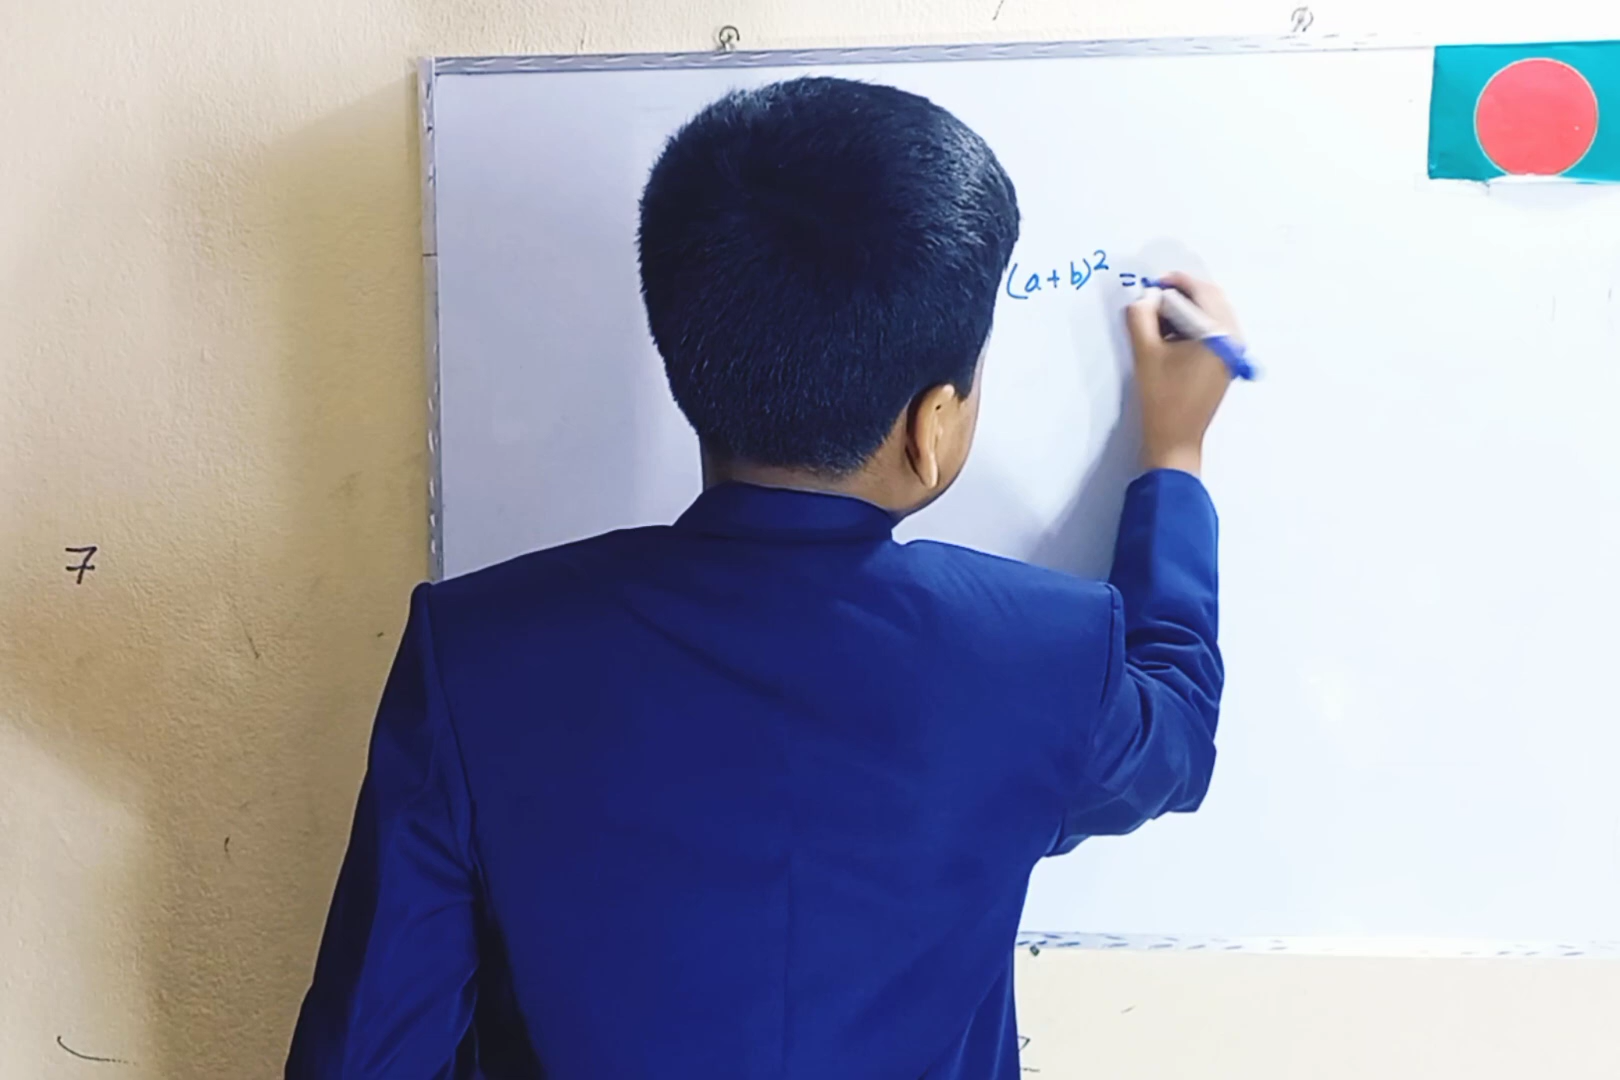 (a+b)² =
7